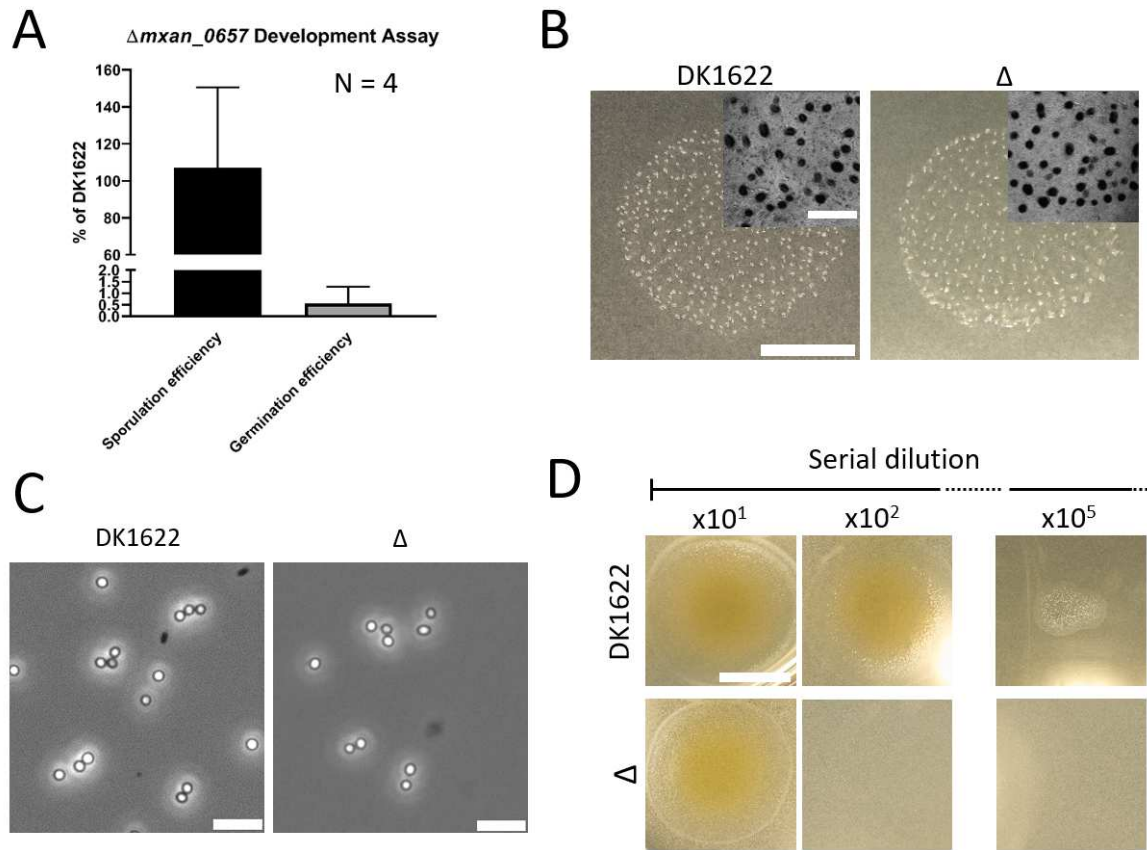 A
Δmxan_0657 Development Assay
N = 4
% of DK1622
160
140
120
100
80
60
2.0
1.5
1.0
0.5
0.0
Sporulation efficiency
Germination efficiency
B
DK1622 Δ
C
DK1622 Δ
D
Serial dilution
x10¹ x10² x10⁵
DK1622
Δ